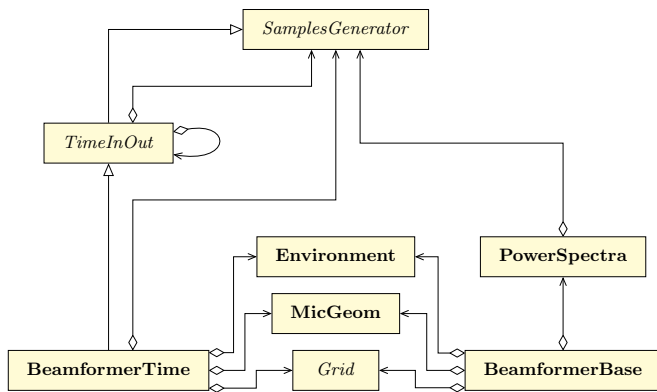 SamplesGenerator
TimeInOut
Environment
PowerSpectra
MicGeom
BeamformerTime
Grid
BeamformerBase